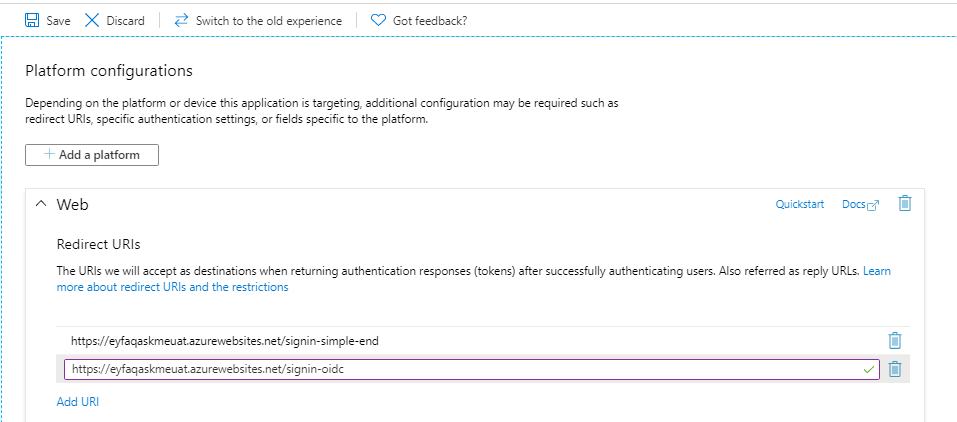 Save Discard Switch to the old experience Got feedback?
Platform configurations
Depending on the platform or device this application is targeting, additional configuration may be required such as
redirect URIs, specific authentication settings, or fields specific to the platform.
Add a platform
Web Quickstart Docs
Redirect URIs
The URIs we will accept as destinations when returning authentication responses (tokens) after successfully authenticating users. Also referred as reply URLs. Learn
more about redirect URIs and the restrictions
https://eyfaqaskmeuat.azurewebsites.net/signin-simple-end
https://eyfaqaskmeuat.azurewebsites.net/signin-oidc
Add URI